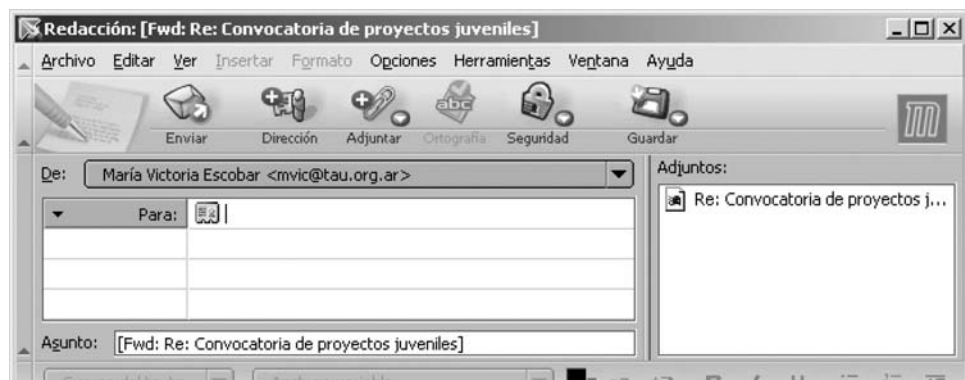 Redacción: [Fwd: Re: Convocatoria de proyectos juveniles]
Archivo Editar Ver Insertar Formato Opciones Herramientas Ventana Ayuda
abc
Enviar Dirección Adjuntar Ortografía Seguridad Guardar
De: María Victoria Escobar <mvic@tau.org.ar>
Adjuntos:
Para:
Re: Convocatoria de proyectos j...
Asunto: [Fwd: Re: Convocatoria de proyectos juveniles]